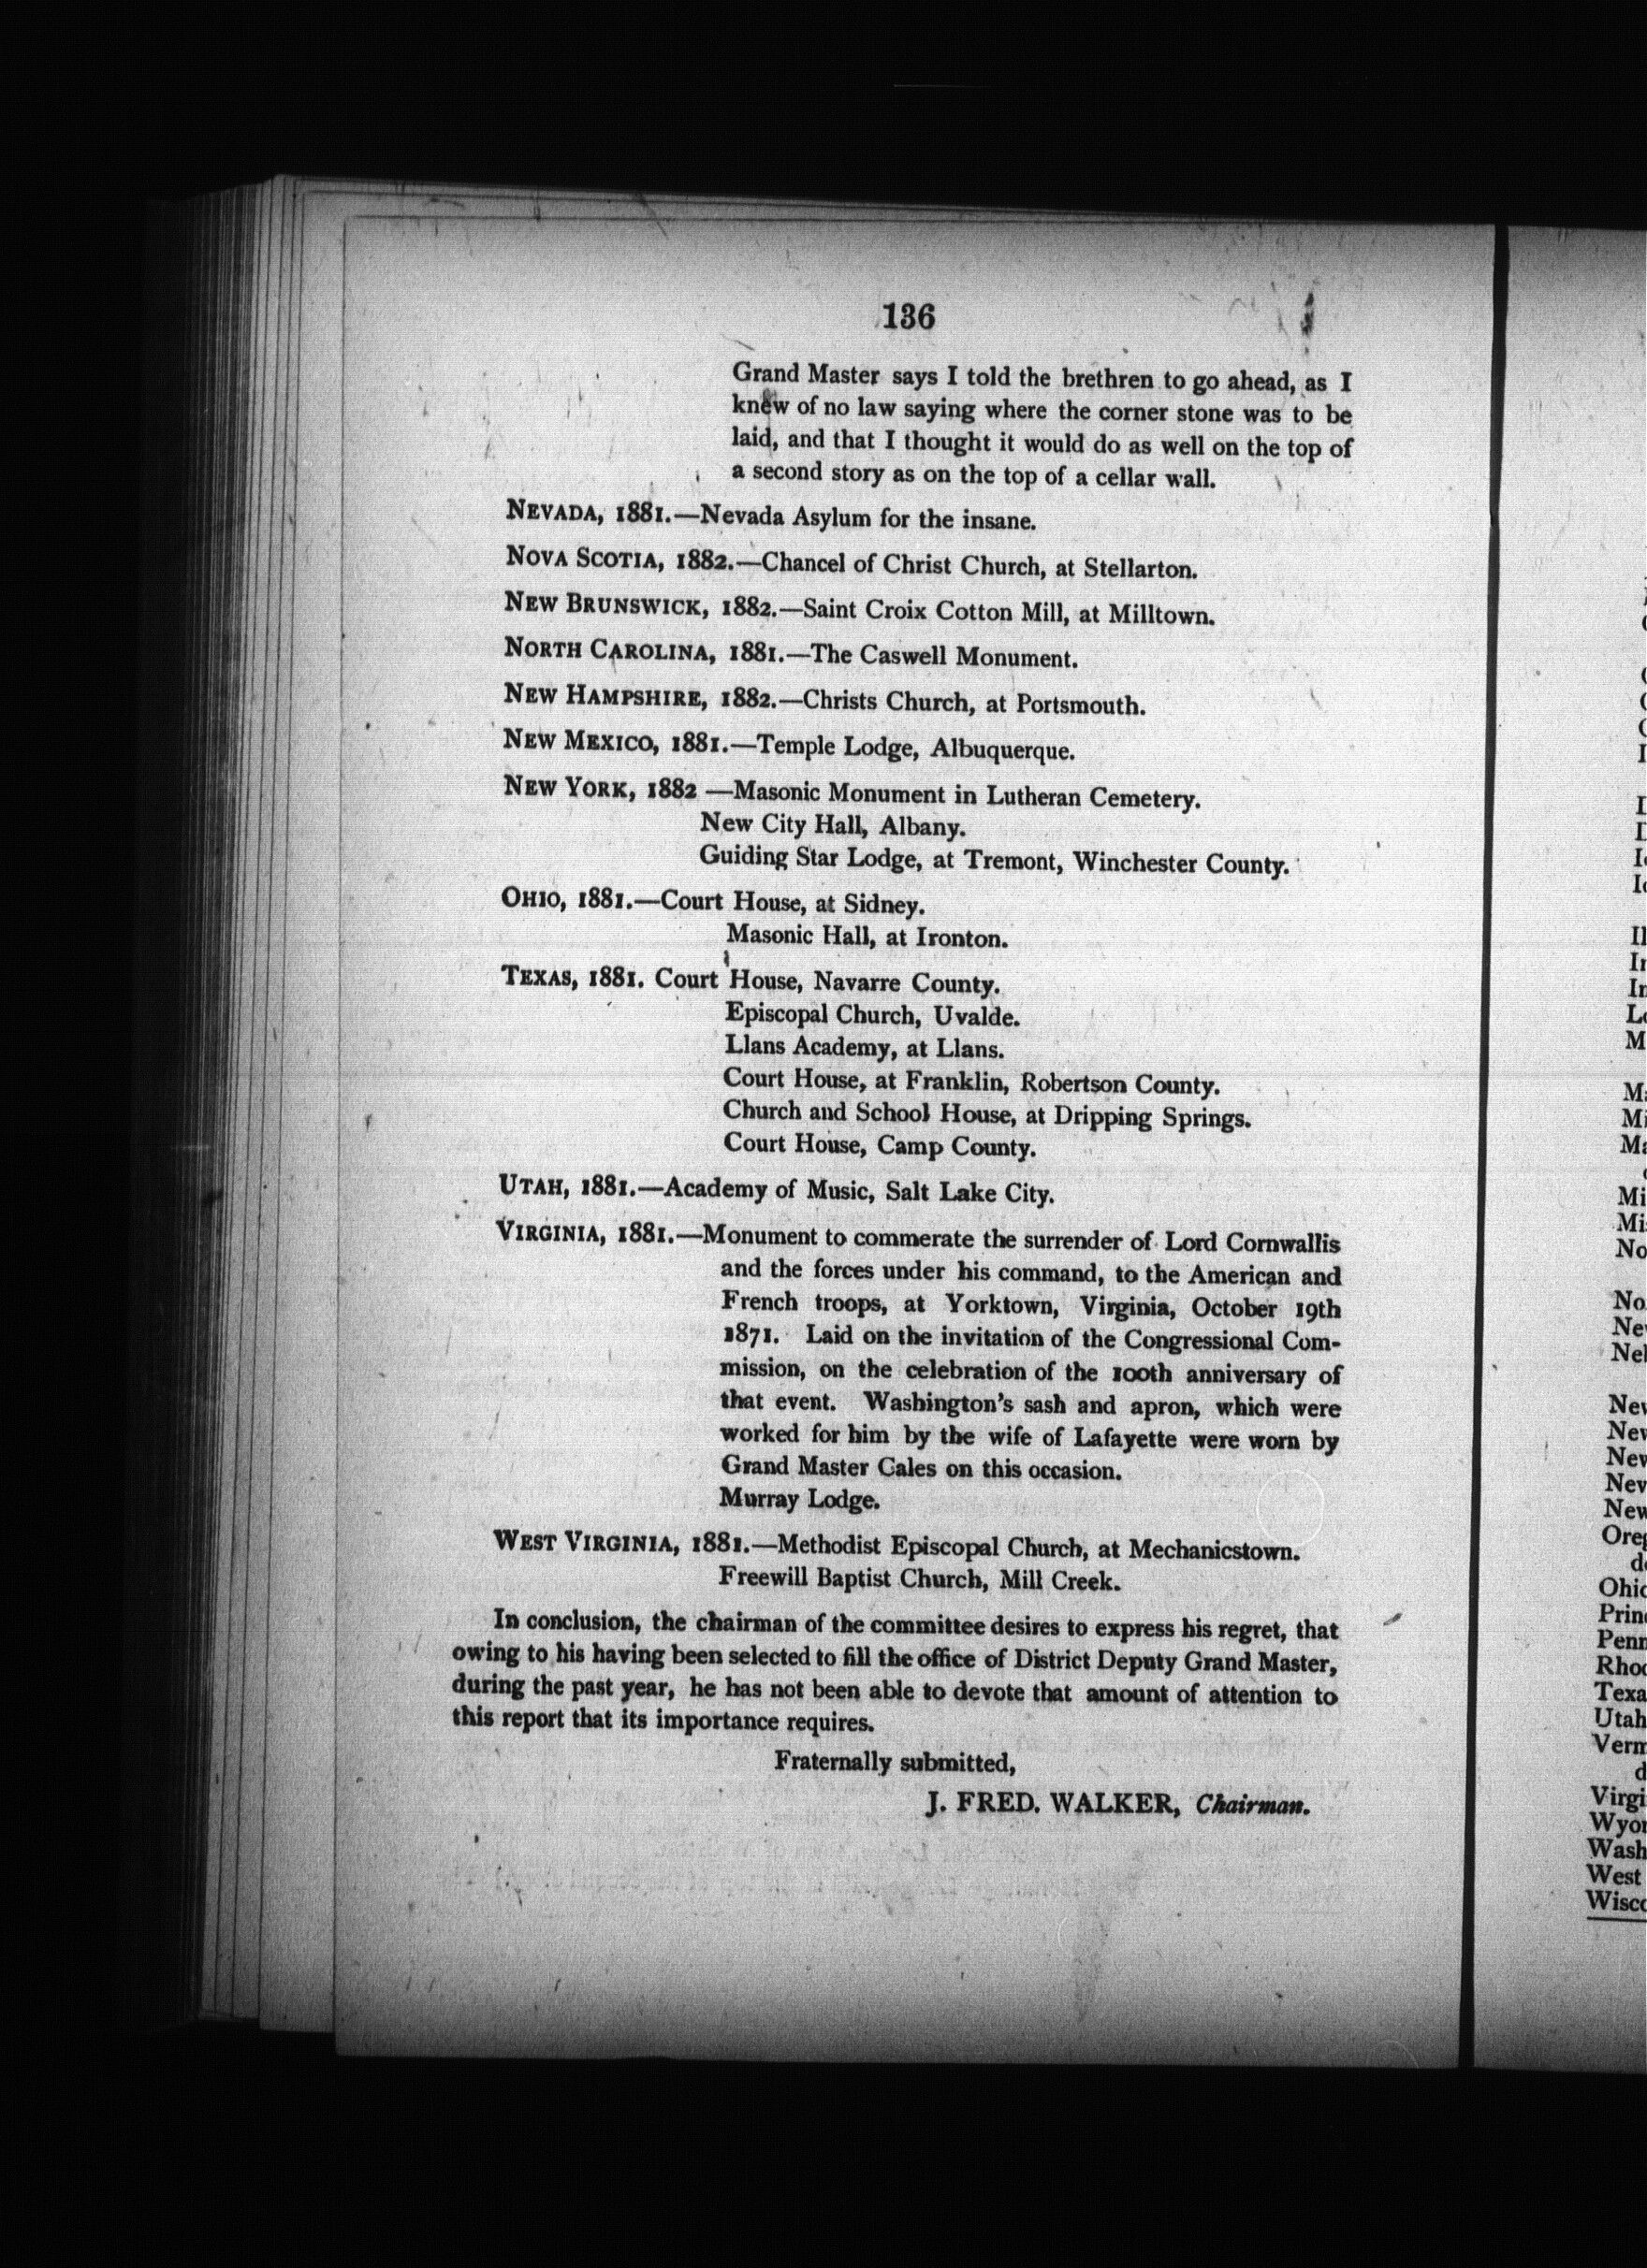 136
Grand Master says I told the brethren to go ahead, as I
knew of no law saying where the corner stone was to be
laid, and that I thought it would do as well on the top of
a second story as on the top of a cellar wall.
NEVADA, 1881.—Nevada Asylum for the insane.
NOVA SCOTIA, 1882.—Chancel of Christ Church, at Stellarton.
NEW BRUNSWICK, 1882.—Saint Croix Cotton Mill, at Milltown.
NORTH CAROLINA, 1881.—The Caswell Monument.
NEW HAMPSHIRE, 1882.—Christs Church, at Portsmouth.
NEW MEXICO, 1881.—Temple Lodge, Albuquerque.
NEW YORK, 1882 —Masonic Monument in Lutheran Cemetery.
New City Hall, Albany.
Guiding Star Lodge, at Tremont, Winchester County.
OHIO, 1881.—Court House, at Sidney.
Masonic Hall, at Ironton.
TEXAS, 1881. Court House, Navarre County.
Episcopal Church, Uvalde.
Llans Academy, at Llans.
Court House, at Franklin, Robertson County.
Church and School House, at Dripping Springs.
Court House, Camp County.
UTAH, 1881.—Academy of Music, Salt Lake City.
VIRGINIA, 1881.—Monument to commerate the surrender of Lord Cornwallis
and the forces under his command, to the American and
French troops, at Yorktown, Virginia, October 19th
1871. Laid on the invitation of the Congressional Com-
mission, on the celebration of the 100th anniversary of
that event. Washington's sash and apron, which were
worked for him by the wife of Lafayette were worn by
Grand Master Cales on this occasion.
Murray Lodge.
WEST VIRGINIA, 1881.—Methodist Episcopal Church, at Mechanicstown.
Freewill Baptist Church, Mill Creek.
In conclusion, the chairman of the committee desires to express his regret, that
owing to his having been selected to fill the office of District Deputy Grand Master,
during the past year, he has not been able to devote that amount of attention to
this report that its importance requires.
Fraternally submitted,
J. FRED. WALKER, Chairman.
Utah
West